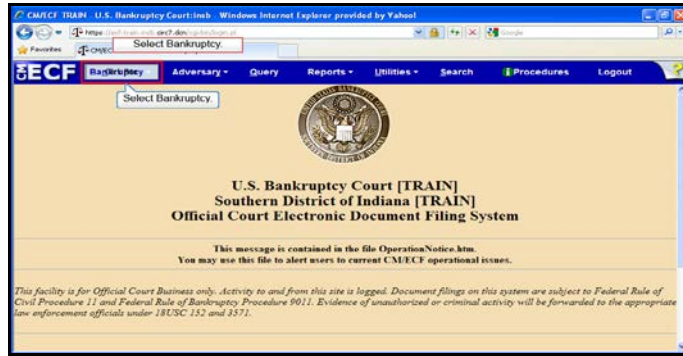 CM/ECF TRAIN - U.S. Bankruptcy Court:insb - Windows Internet Explorer provided by Yahoo!
Google
Favorites
Select Bankruptcy.
ECF Bankruptcy Adversary Query Reports Utilities Search Procedures Logout
Select Bankruptcy.
U.S. Bankruptcy Court [TRAIN]
Southern District of Indiana [TRAIN]
Official Court Electronic Document Filing System
This message is contained in the file OperationNotice.htm.
You may use this file to alert users to current CM/ECF operational issues.
This facility is for Official Court Business only. Activity to and from this site is logged. Document filings on this system are subject to Federal Rule of
Civil Procedure 11 and Federal Rule of Bankruptcy Procedure 9011. Evidence of unauthorized or criminal activity will be forwarded to the appropriate
law enforcement officials under 18USC 152 and 3571.